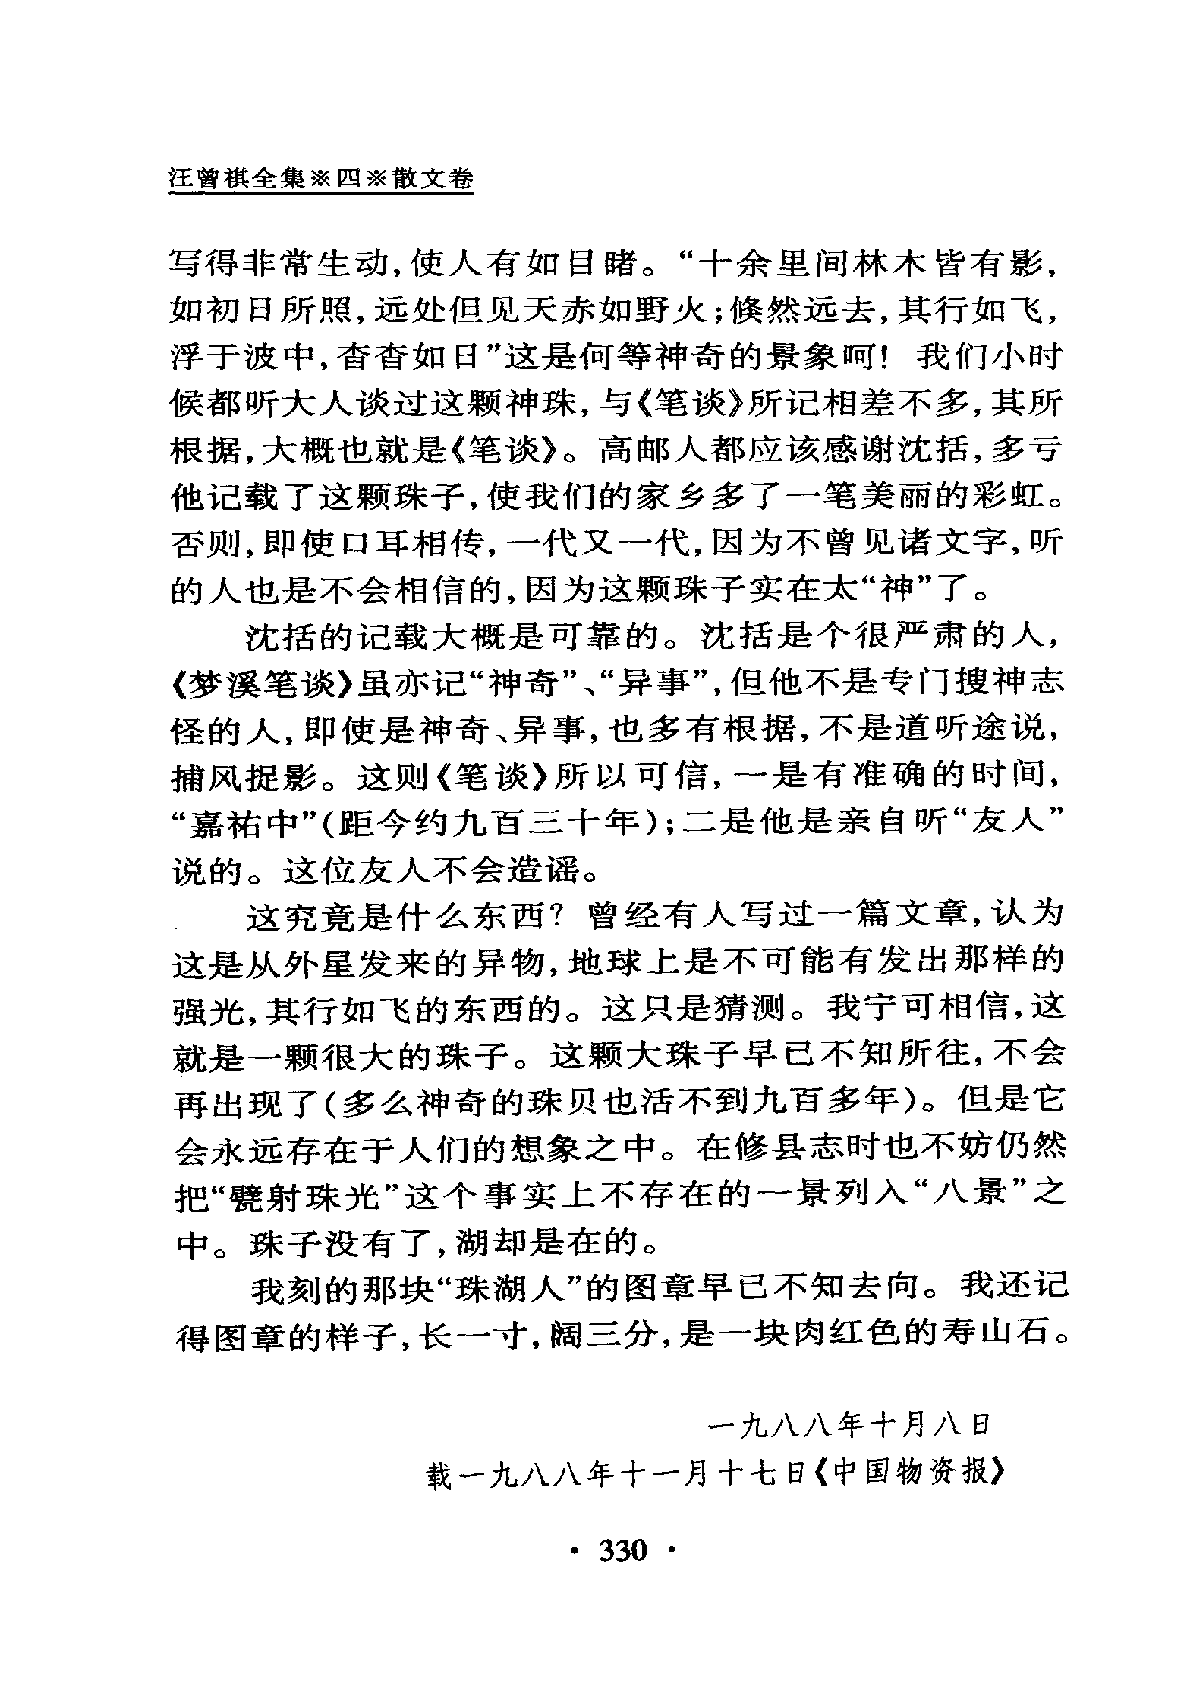 汪曾祺全集※四※散文卷
写得非常生动,使人有如目睹。“十余里间林木皆有影,
如初日所照,远处但见天赤如野火;倏然远去,其行如飞,
浮于波中,杳杳如日”这是何等神奇的景象呵! 我们小时
候都听大人谈过这颗神珠,与《笔谈》所记相差不多,其所
根据,大概也就是《笔谈》。高邮人都应该感谢沈括,多亏
他记载了这颗珠子,使我们的家乡多了一笔美丽的彩虹。
否则,即使口耳相传,一代又一代,因为不曾见诸文字,听
的人也是不会相信的,因为这颗珠子实在太“神”了。
沈括的记载大概是可靠的。沈括是个很严肃的人,
《梦溪笔谈》虽亦记“神奇”、“异事”,但他不是专门搜神志
怪的人,即使是神奇、异事,也多有根据,不是道听途说,
捕风捉影。这则《笔谈》所以可信,一是有准确的时间,
“嘉祐中”(距今约九百三十年);二是他是亲自听“友人”
说的。这位友人不会造谣。
这究竟是什么东西? 曾经有人写过一篇文章,认为
这是从外星发来的异物,地球上是不可能有发出那样的
强光,其行如飞的东西的。这只是猜测。我宁可相信,这
就是一颗很大的珠子。这颗大珠子早已不知所往,不会
再出现了(多么神奇的珠贝也活不到九百多年)。但是它
会永远存在于人们的想象之中。在修县志时也不妨仍然
把“甓射珠光”这个事实上不存在的一景列入“八景”之
中。珠子没有了,湖却是在的。
我刻的那块“珠湖人”的图章早已不知去向。我还记
得图章的样子,长一寸,阔三分,是一块肉红色的寿山石。
一九八八年十月八日
载一九八八年十一月十七日《中国物资报》
· 330 ·